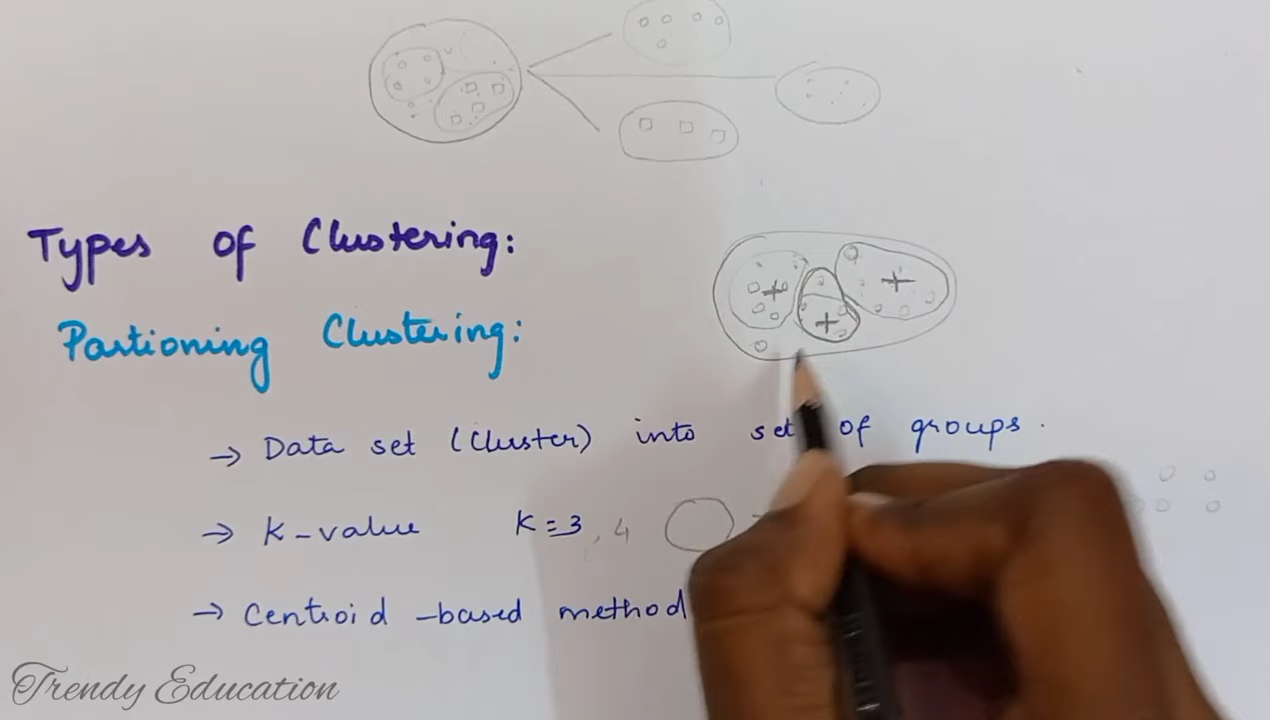 Types of Clustering:
Partioning Clustering:
→ Data set (Cluster) into set of groups.
→ K-value K=3, 4
→ Centroid-based method
Trendy Education